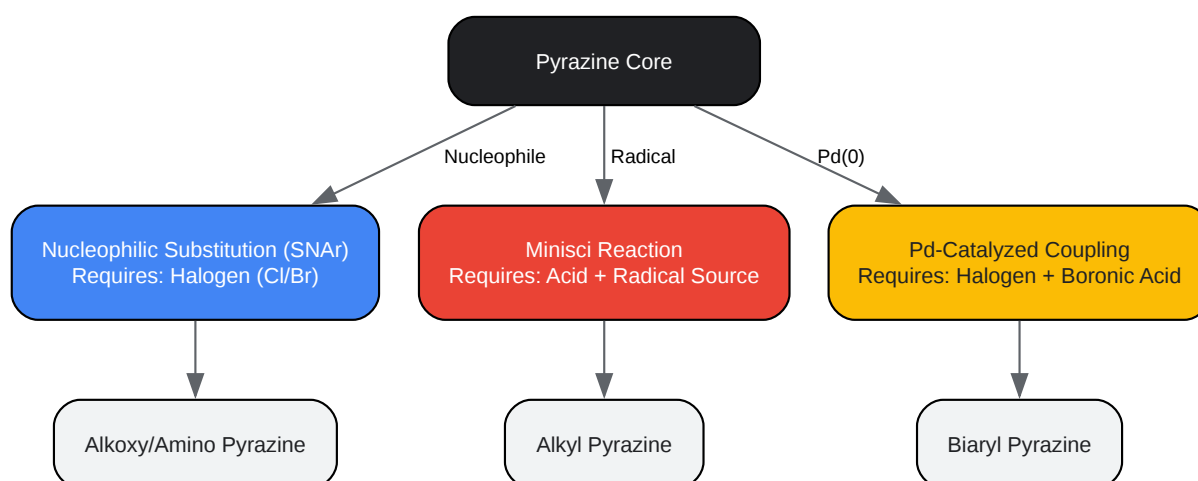 Pyrazine Core
Nucleophile
Radical
Pd(0)
Nucleophilic Substitution (SNAr)
Requires: Halogen (Cl/Br)
Minisci Reaction
Requires: Acid + Radical Source
Pd-Catalyzed Coupling
Requires: Halogen + Boronic Acid
Alkoxy/Amino Pyrazine
Alkyl Pyrazine
Biaryl Pyrazine